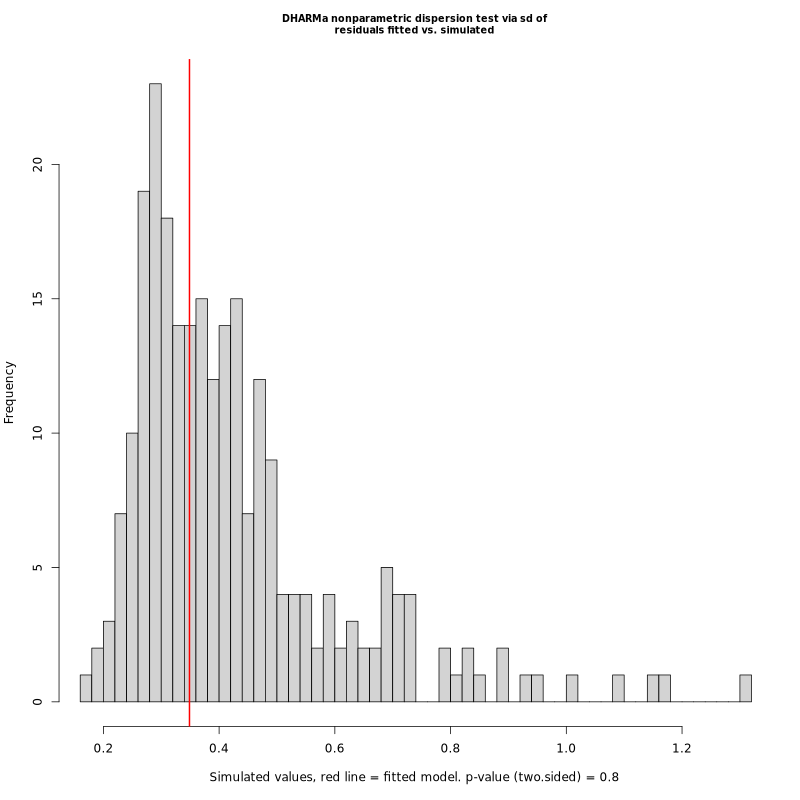 DHARMa nonparametric dispersion test via sd of
residuals fitted vs. simulated
Frequency
20
15
10
5
0
0.2 0.4 0.6 0.8 1.0 1.2
Simulated values, red line = fitted model. p-value (two.sided) = 0.8